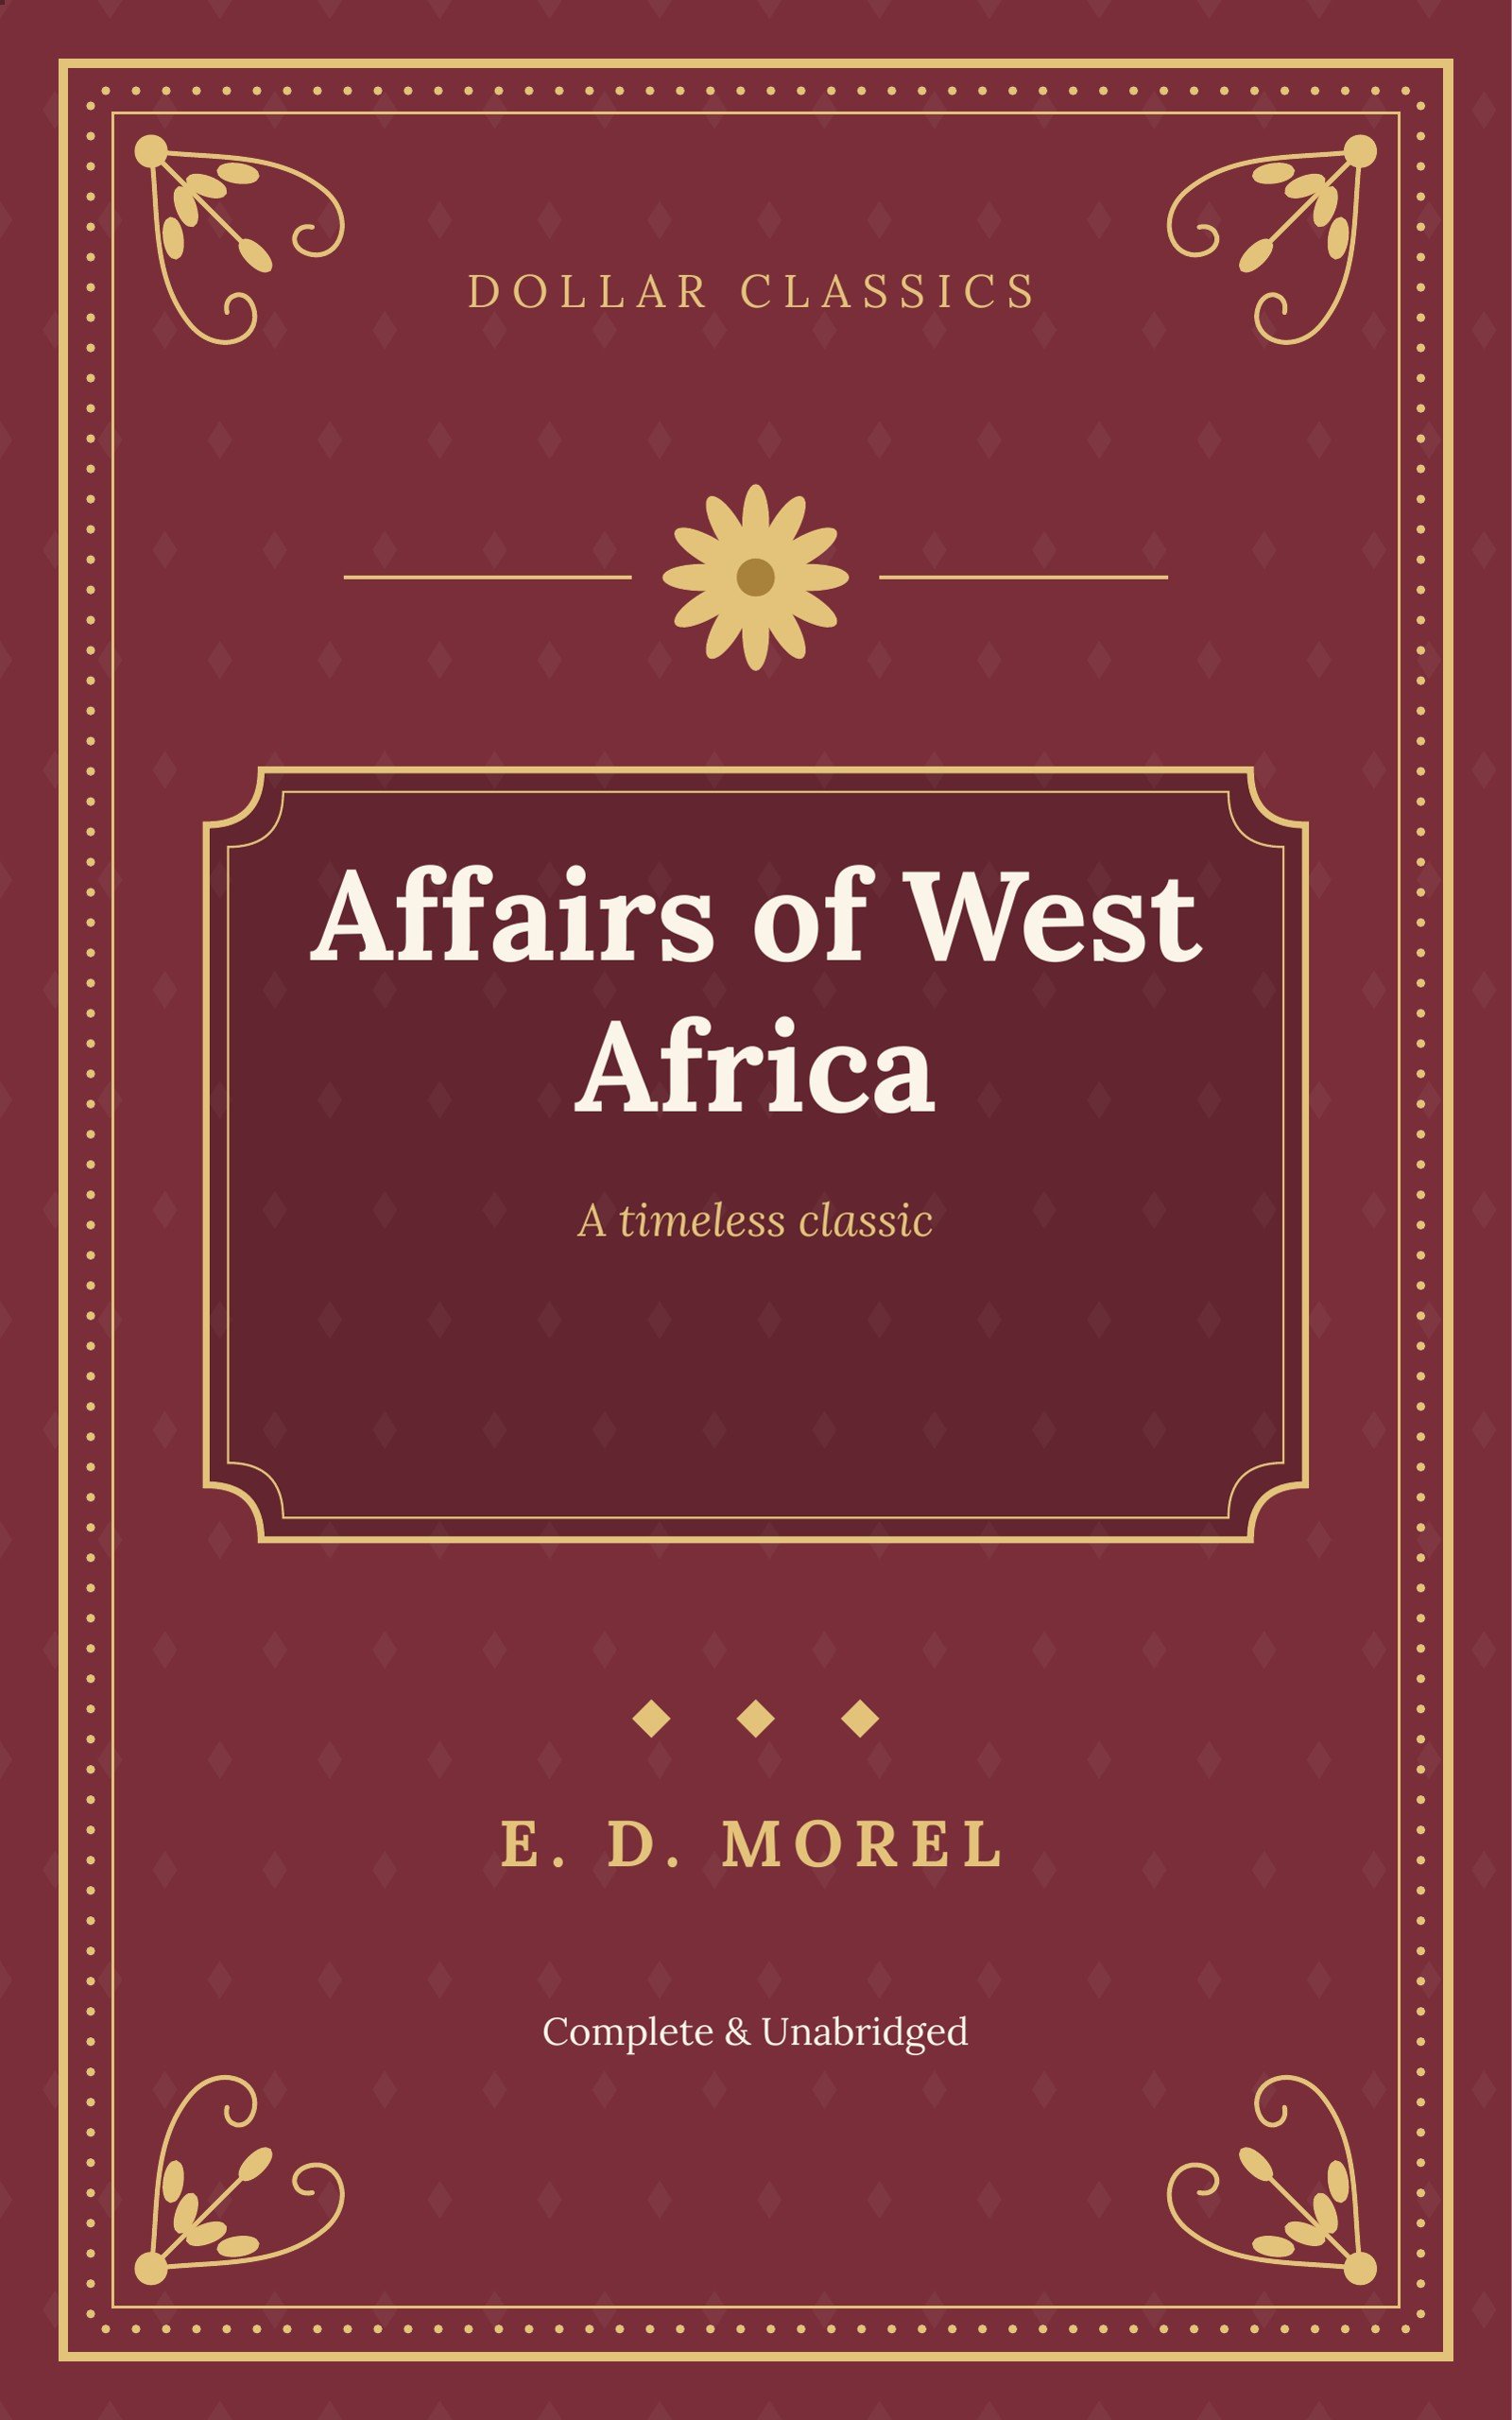 DOLLAR CLASSICS
Affairs of West
Africa
A timeless classic
E. D. MOREL
Complete & Unabridged